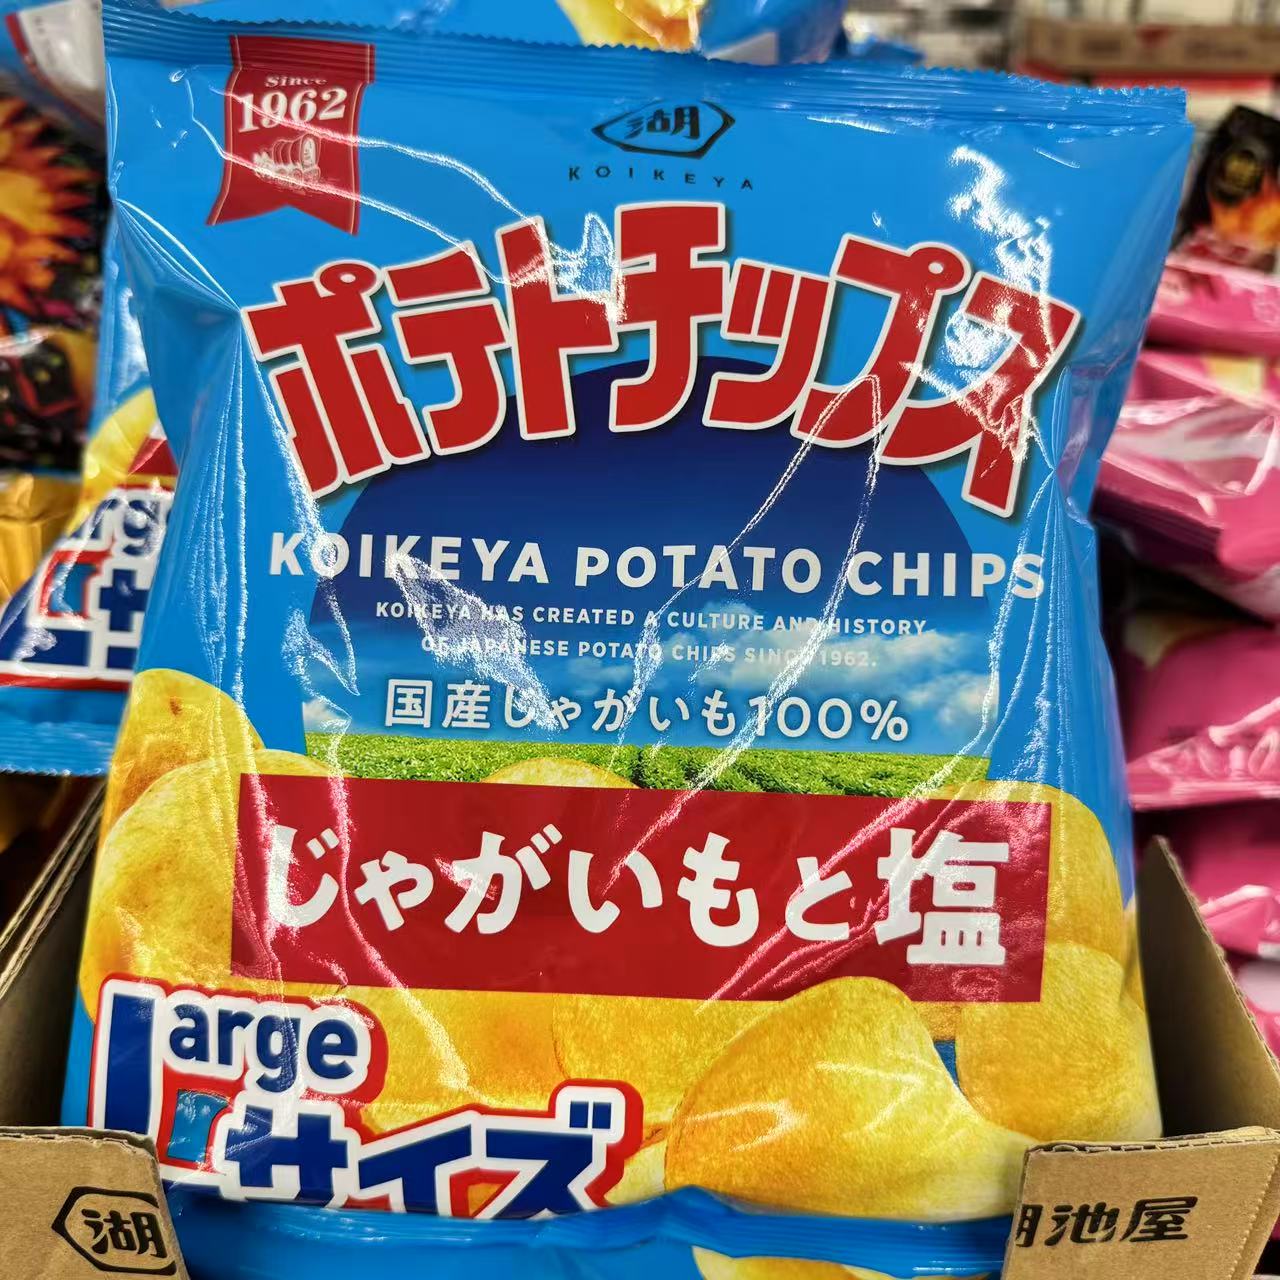 Since
1962
湖
KOIKEYA
ポテトチップス
KOIKEYA POTATO CHIPS
KOIKEYA HAS CREATED A CULTURE AND HISTORY
OF JAPANESE POTATO CHIPS SINCE 1962.
国産じゃがいも100%
じゃがいもと塩
Large
サイズ
湖
池屋